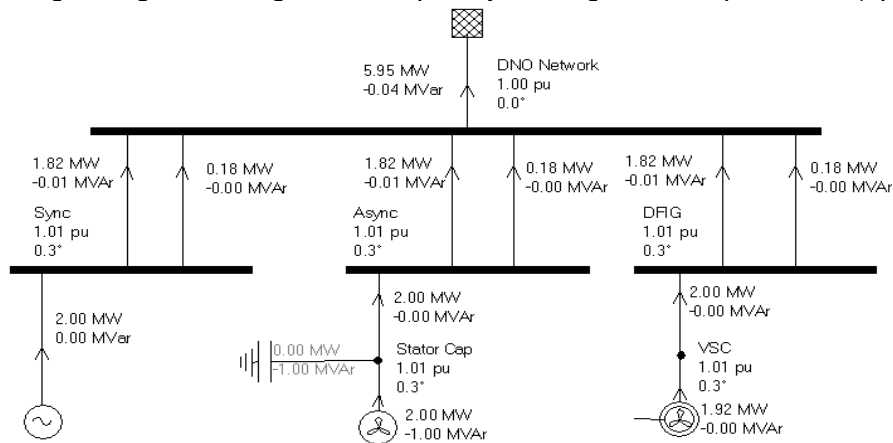 5.95 MW
-0.04 MVar
DNO Network
1.00 pu
0.0°
1.82 MW
-0.01 MVAr
0.18 MW
-0.00 MVAr
1.82 MW
-0.01 MVAr
0.18 MW
-0.00 MVAr
1.82 MW
-0.01 MVAr
0.18 MW
-0.00 MVAr
Sync
1.01 pu
0.3°
Async
1.01 pu
0.3°
DFIG
1.01 pu
0.3°
2.00 MW
0.00 MVar
2.00 MW
-0.00 MVAr
0.00 MW
-1.00 MVAr
Stator Cap
1.01 pu
0.3°
2.00 MW
-1.00 MVAr
2.00 MW
-0.00 MVAr
VSC
1.01 pu
0.3°
1.92 MW
-0.00 MVAr